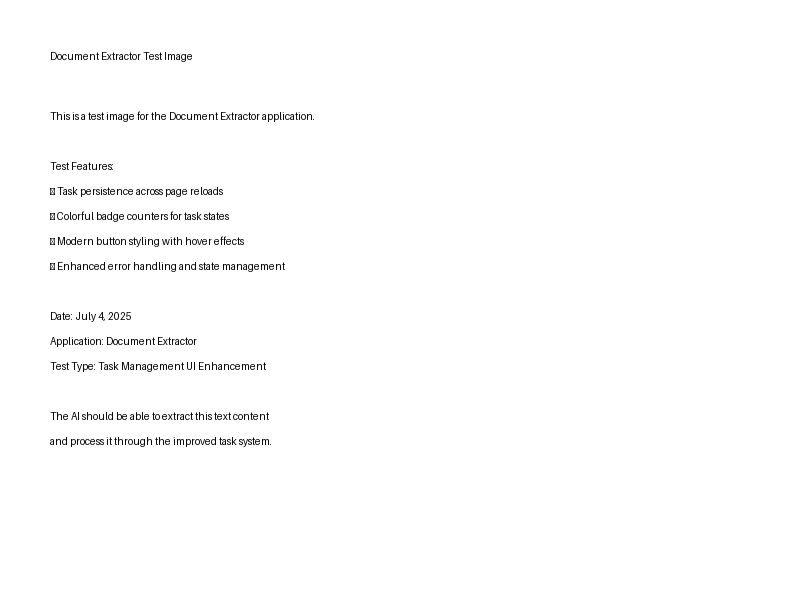 Document Extractor Test Image
This is a test image for the Document Extractor application.
Test Features:
Task persistence across page reloads
Colorful badge counters for task states
Modern button styling with hover effects
Enhanced error handling and state management
Date: July 4, 2025
Application: Document Extractor
Test Type: Task Management UI Enhancement
The AI should be able to extract this text content
and process it through the improved task system.